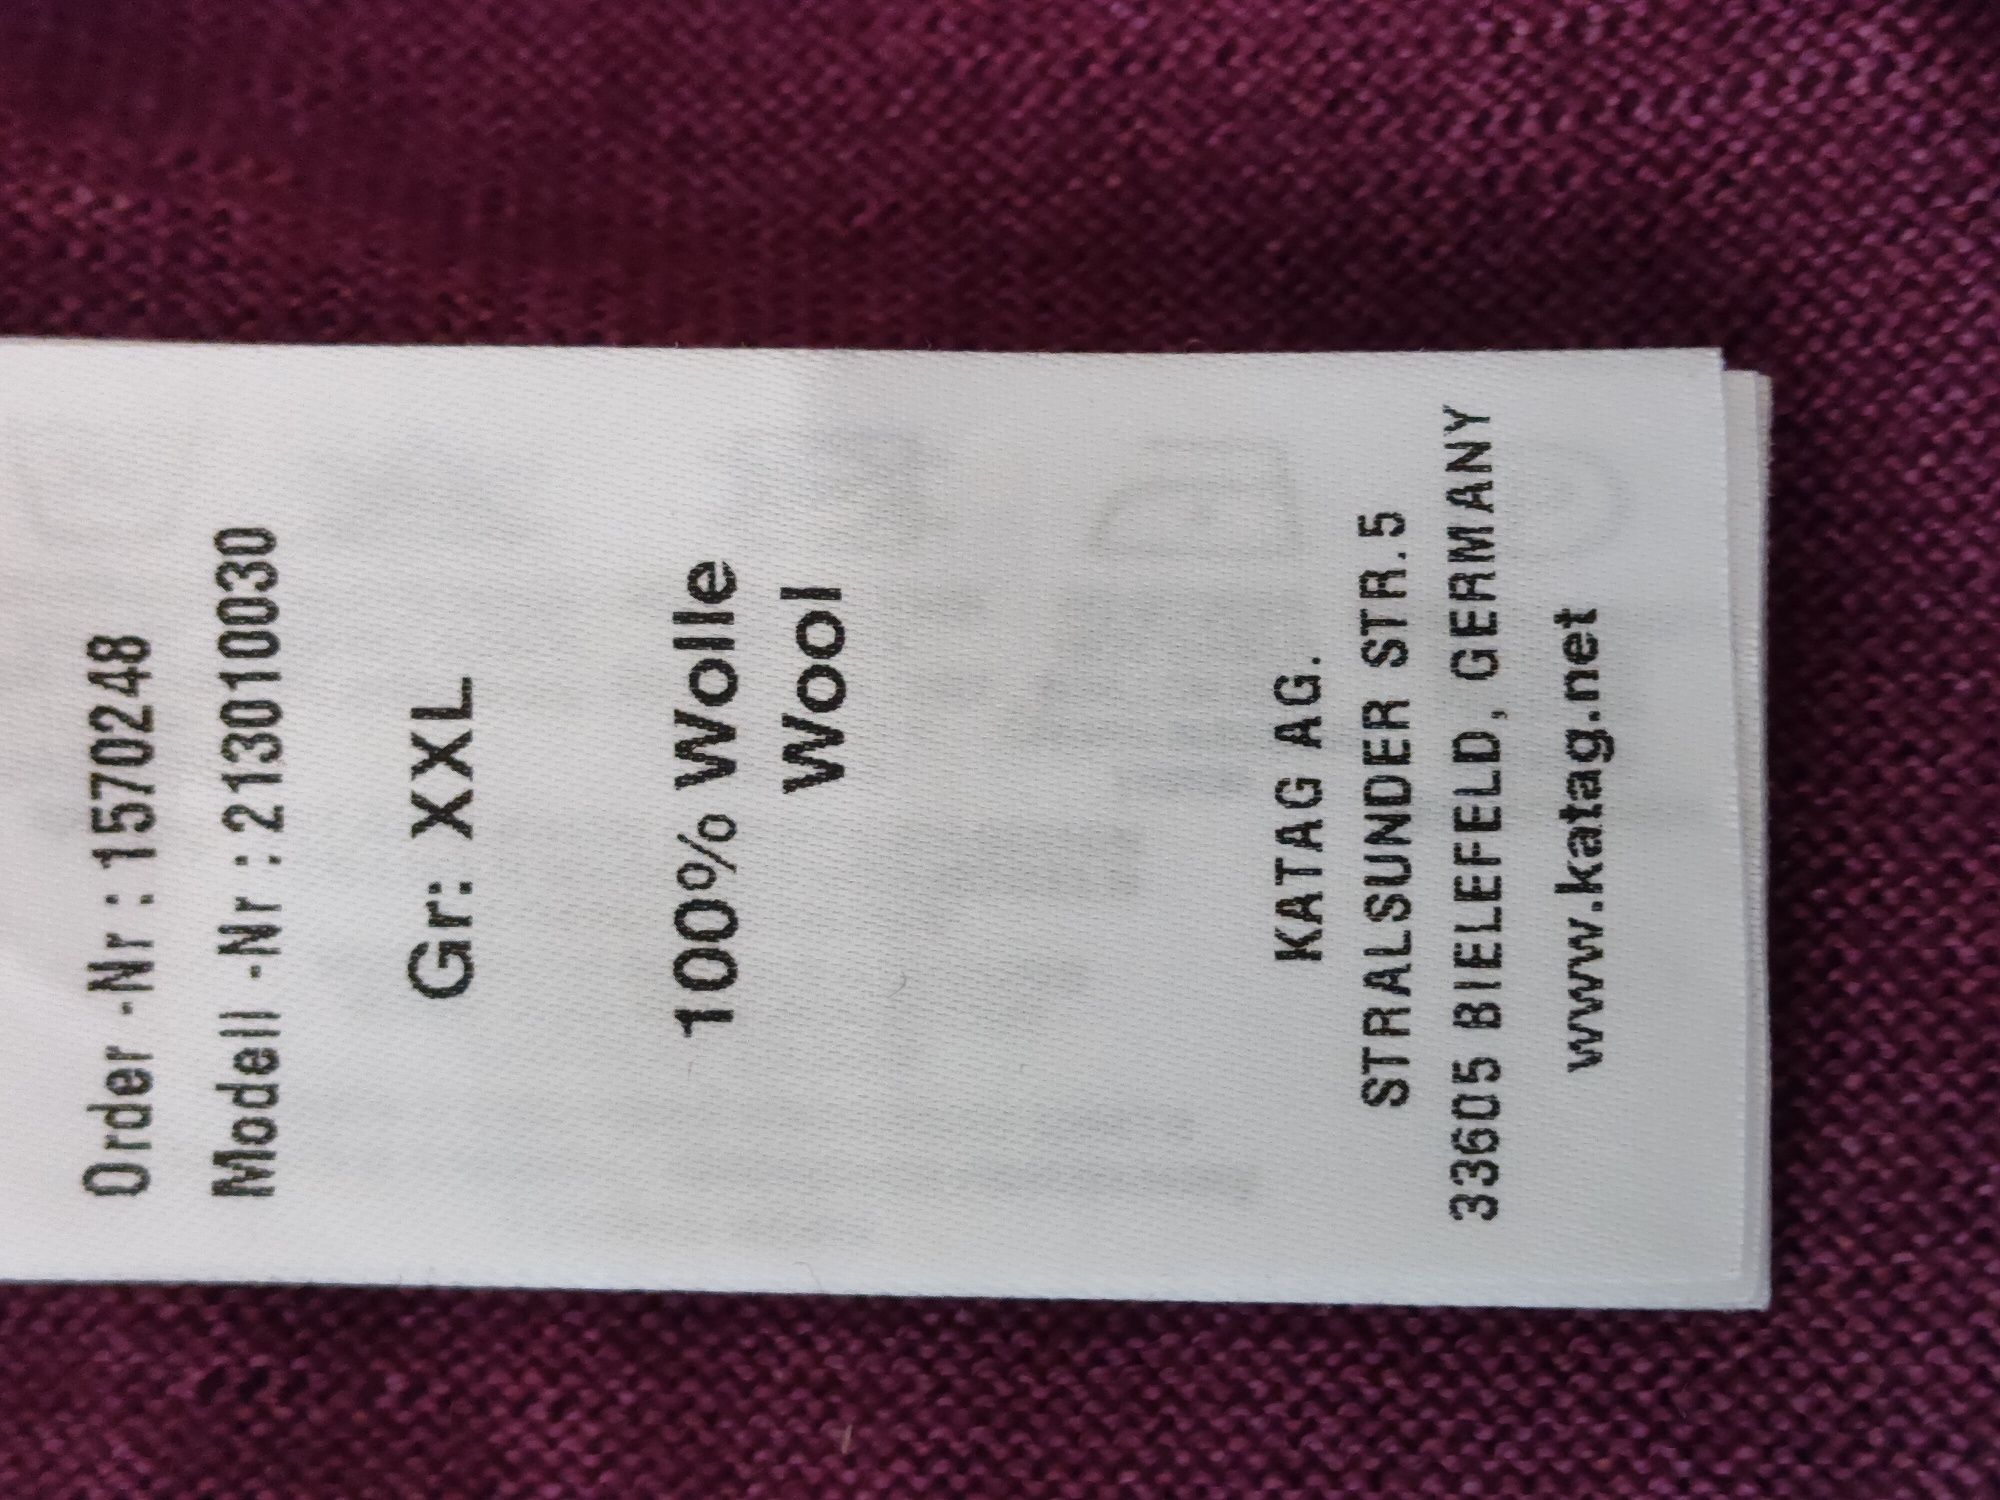 Order -Nr : 1570248
Modell -Nr : 213010030
Gr: XXL
100% Wolle
Wool
KATAG AG.
STRALSUNDER STR.5
33605 BIELEFELD, GERMANY
www.katag.net